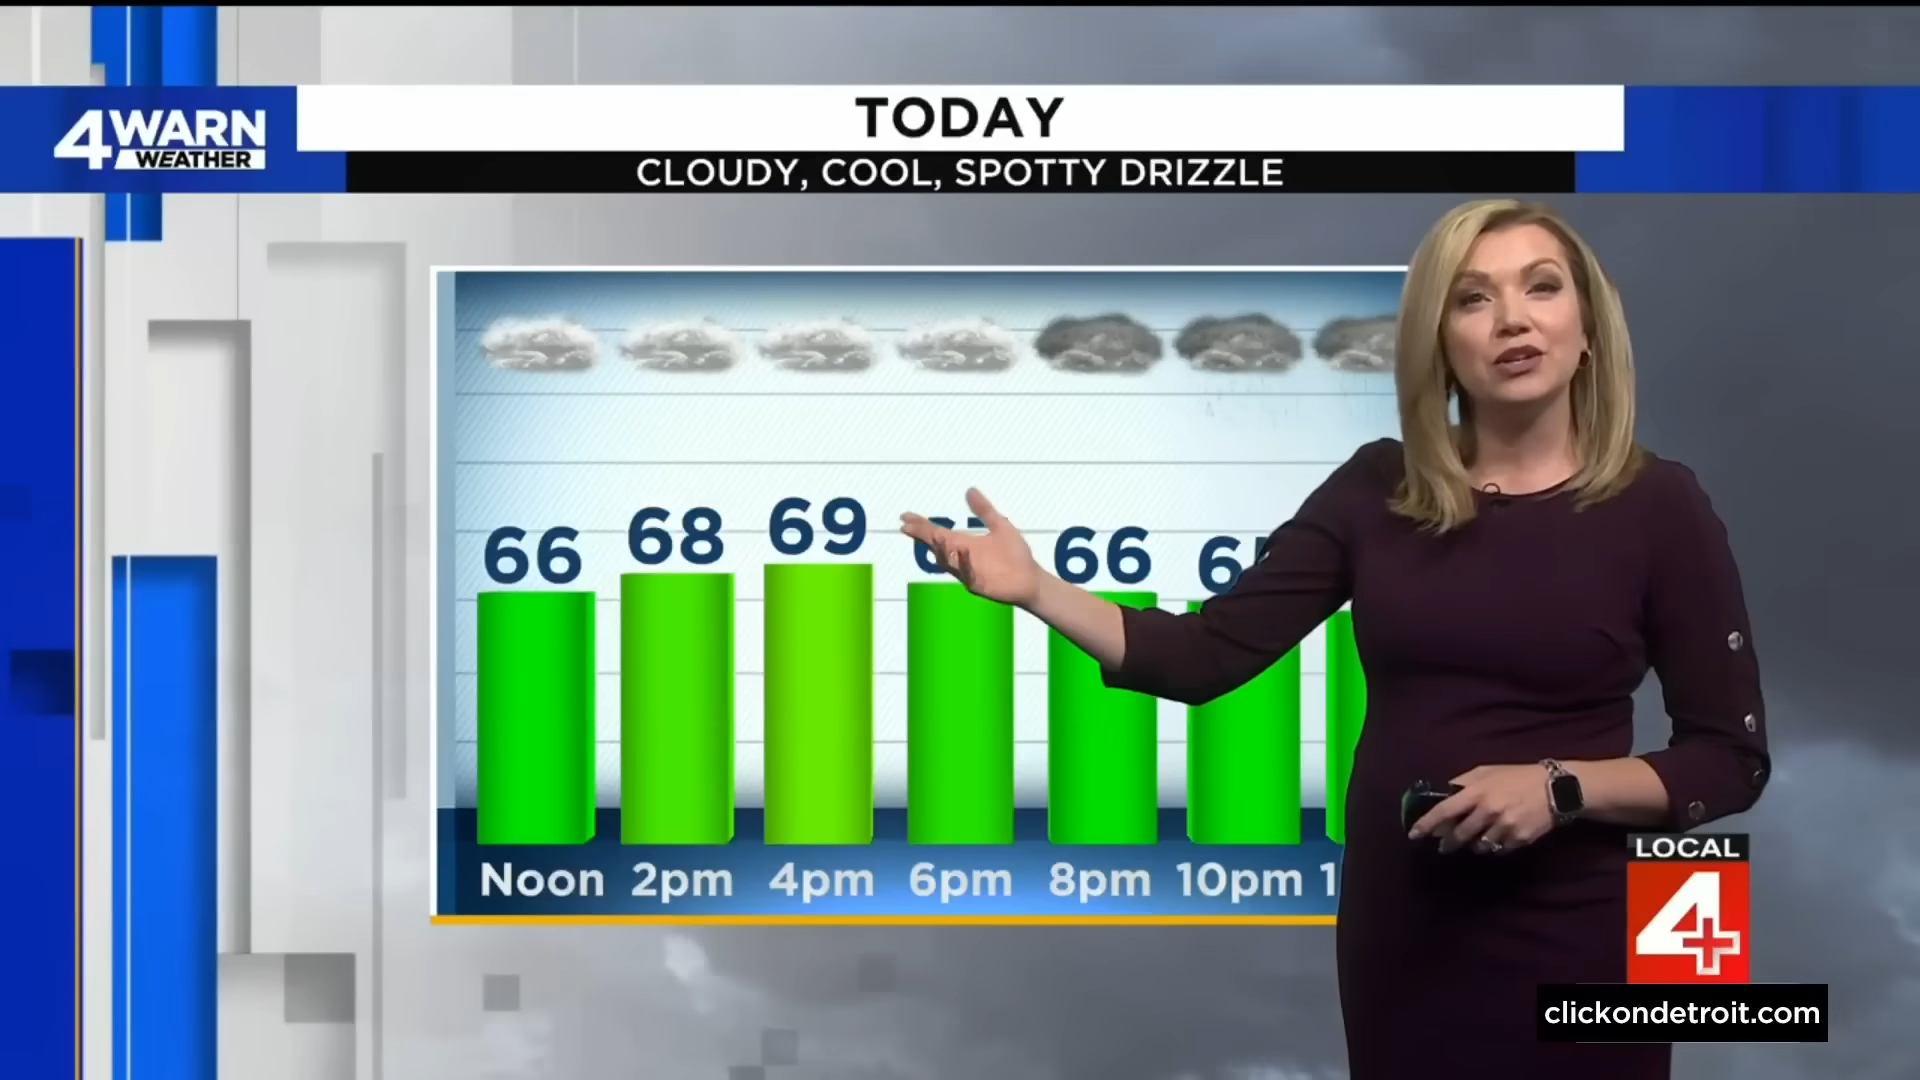 TODAY
4WARN
WEATHER
CLOUDY, COOL, SPOTTY DRIZZLE
66 68 69 66
Noon 2pm 4pm 6pm 8pm 10pm
LOCAL
4+
clickondetroit.com